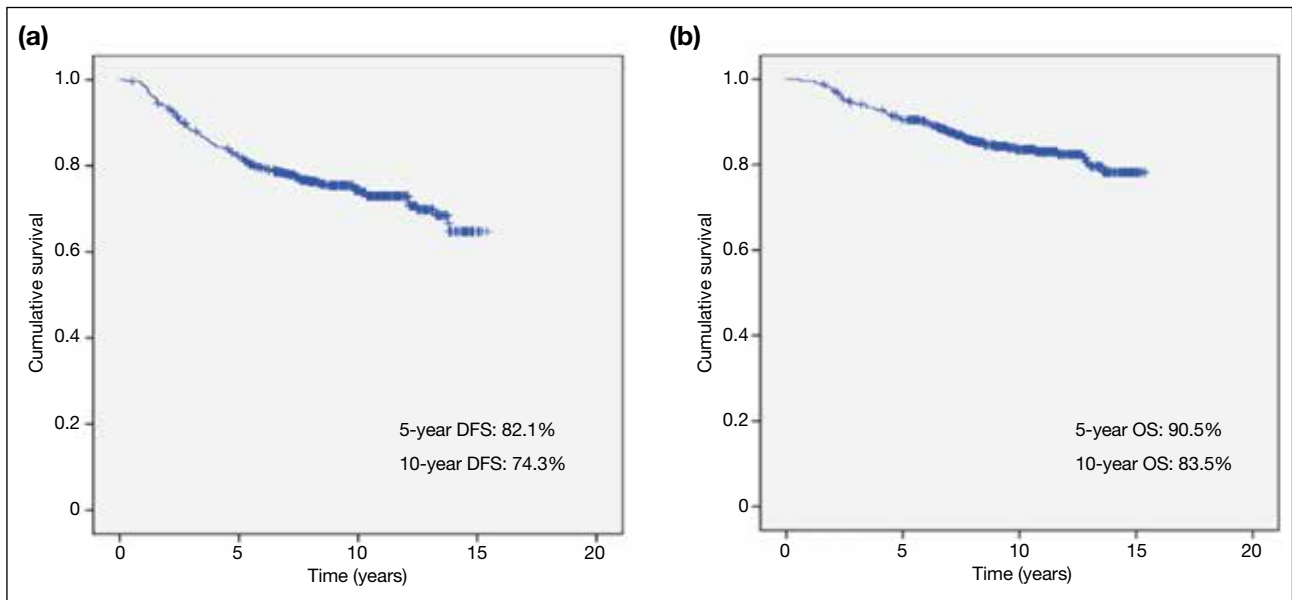 (a)
1.0
0.8
0.6
0.4
0.2
0
Cumulative survival
5-year DFS: 82.1%
10-year DFS: 74.3%
0 5 10 15 20
Time (years)
(b)
1.0
0.8
0.6
0.4
0.2
0
Cumulative survival
5-year OS: 90.5%
10-year OS: 83.5%
0 5 10 15 20
Time (years)